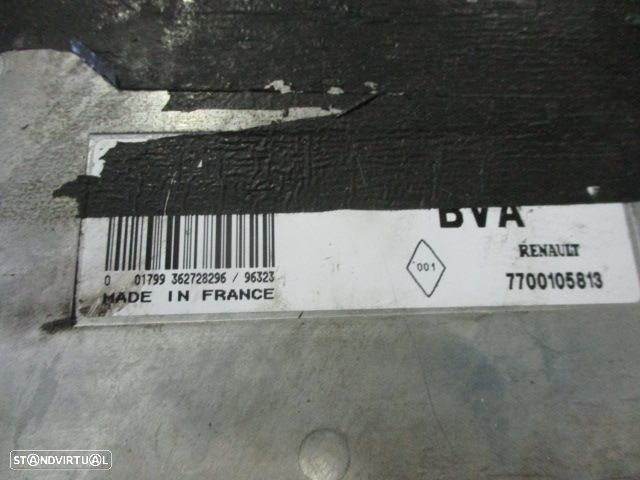 BVA
001
RENAULT
7700105813
0 01799 362728296 / 96323
MADE IN FRANCE
STANDVIRTUAL